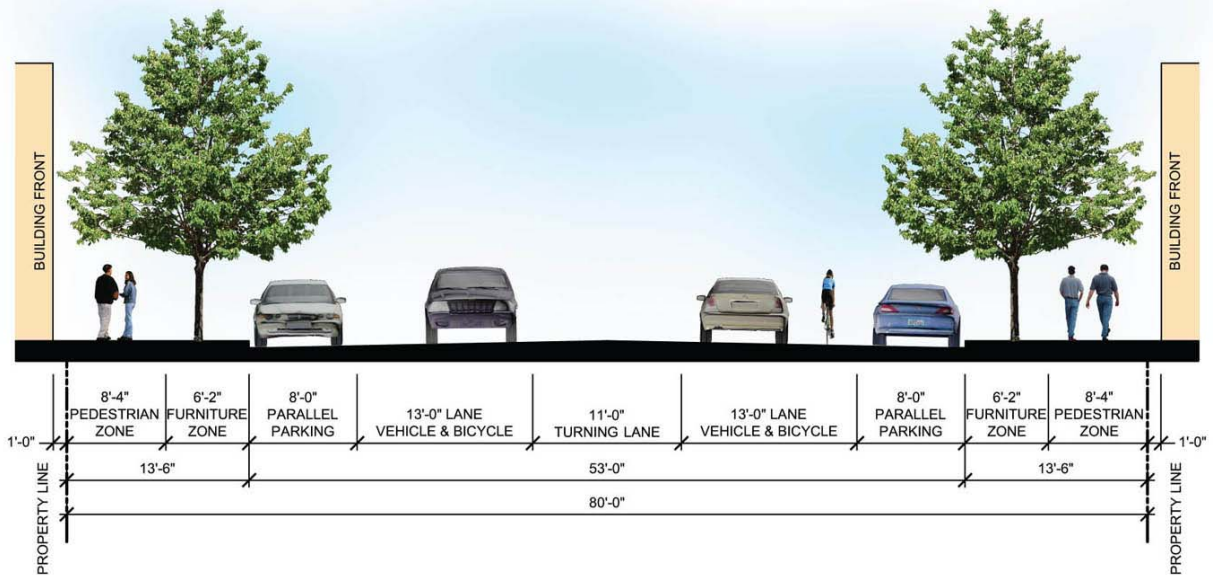 BUILDING FRONT
BUILDING FRONT
8'-4"
PEDESTRIAN
ZONE
6'-2"
FURNITURE
ZONE
8'-0"
PARALLEL
PARKING
13'-0" LANE
VEHICLE & BICYCLE
11'-0"
TURNING LANE
13'-0" LANE
VEHICLE & BICYCLE
8'-0"
PARALLEL
PARKING
6'-2"
FURNITURE
ZONE
8'-4"
PEDESTRIAN
ZONE
1'-0"
1'-0"
13'-6"
53'-0"
13'-6"
80'-0"
PROPERTY LINE
PROPERTY LINE